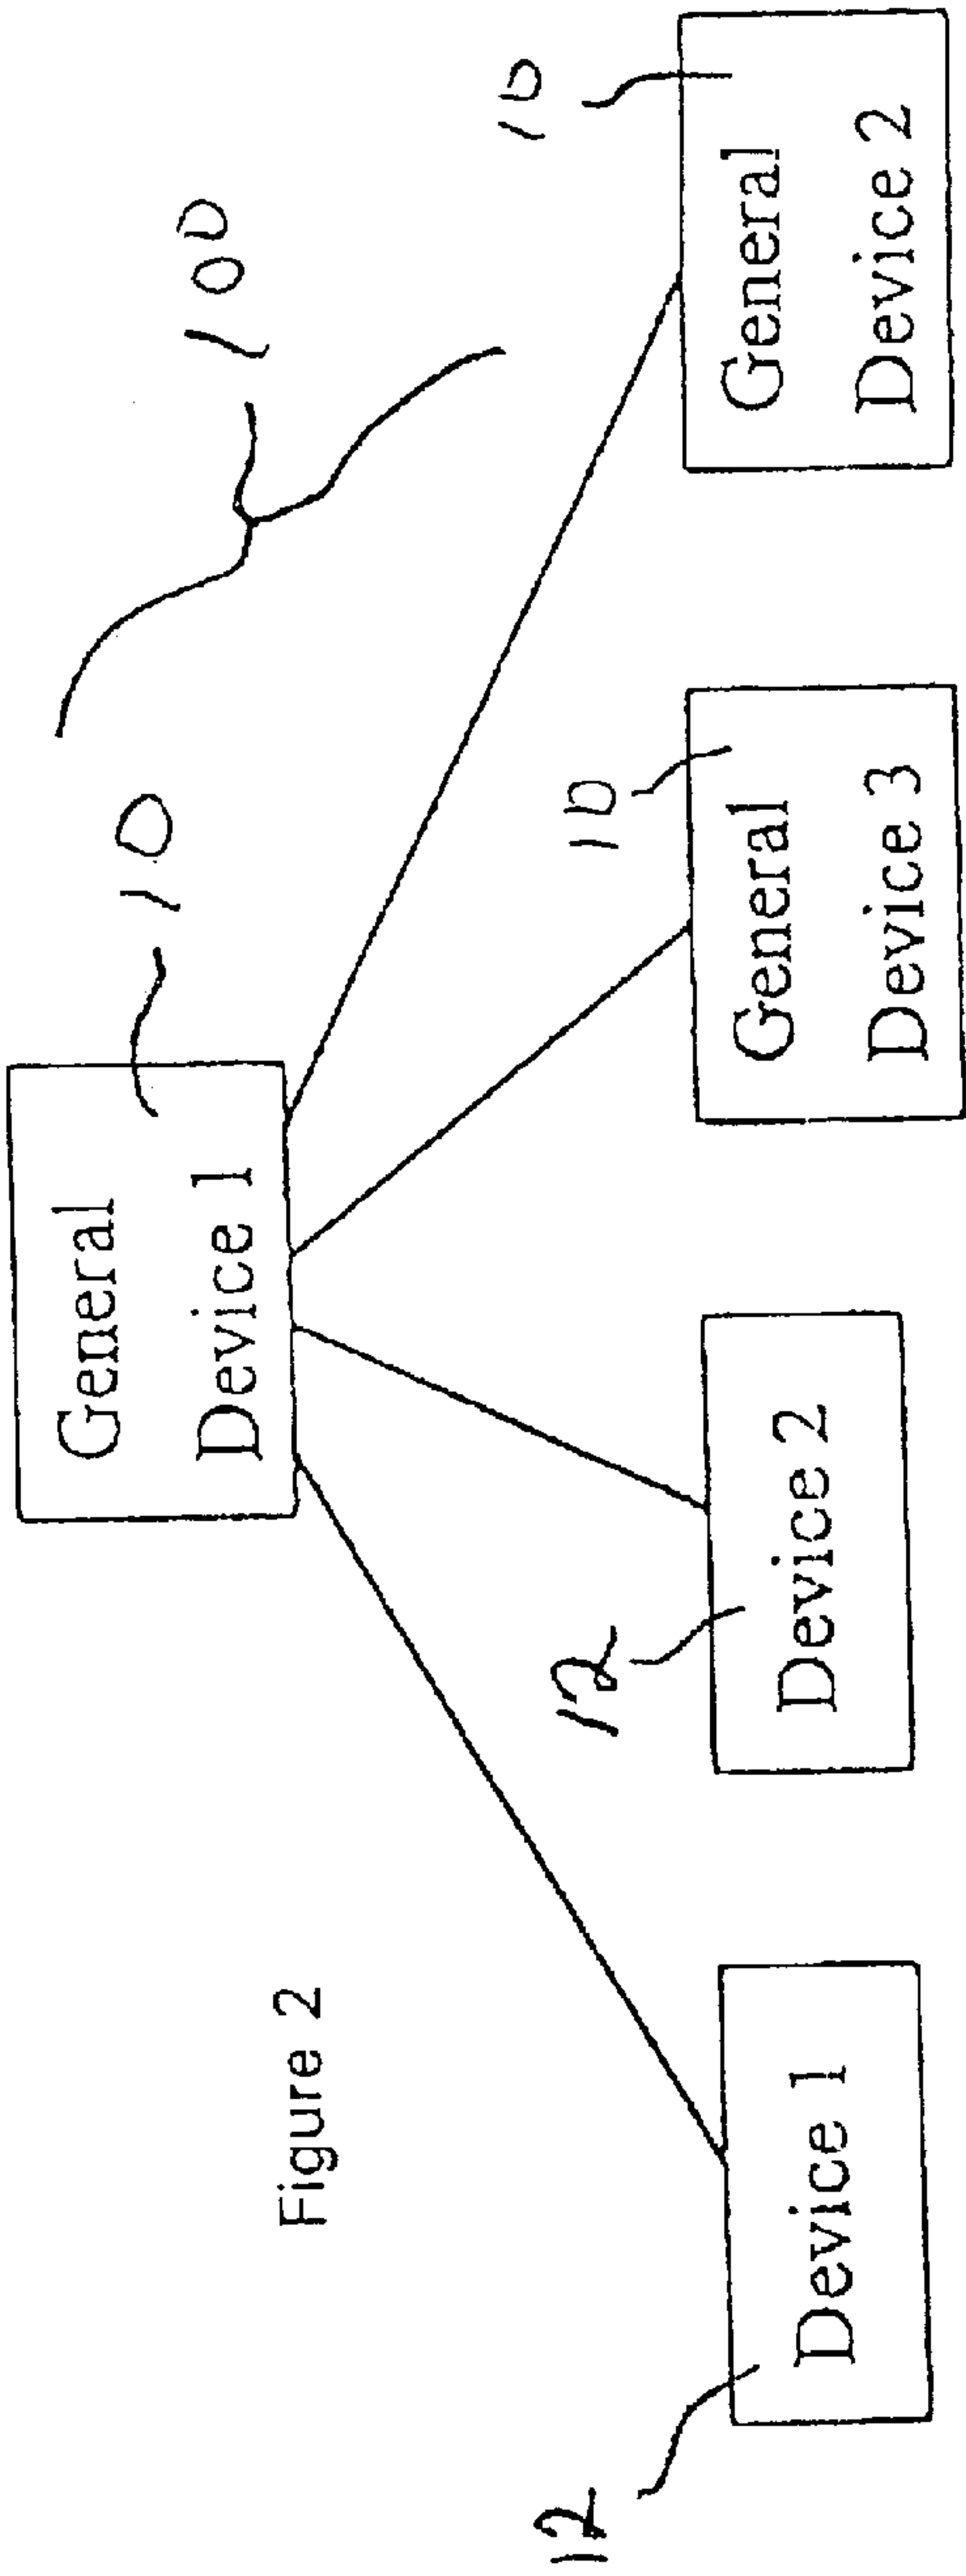 Figure 2
General
Device 1
10
100
12
Device 1
12
Device 2
10
General
Device 3
10
General
Device 2